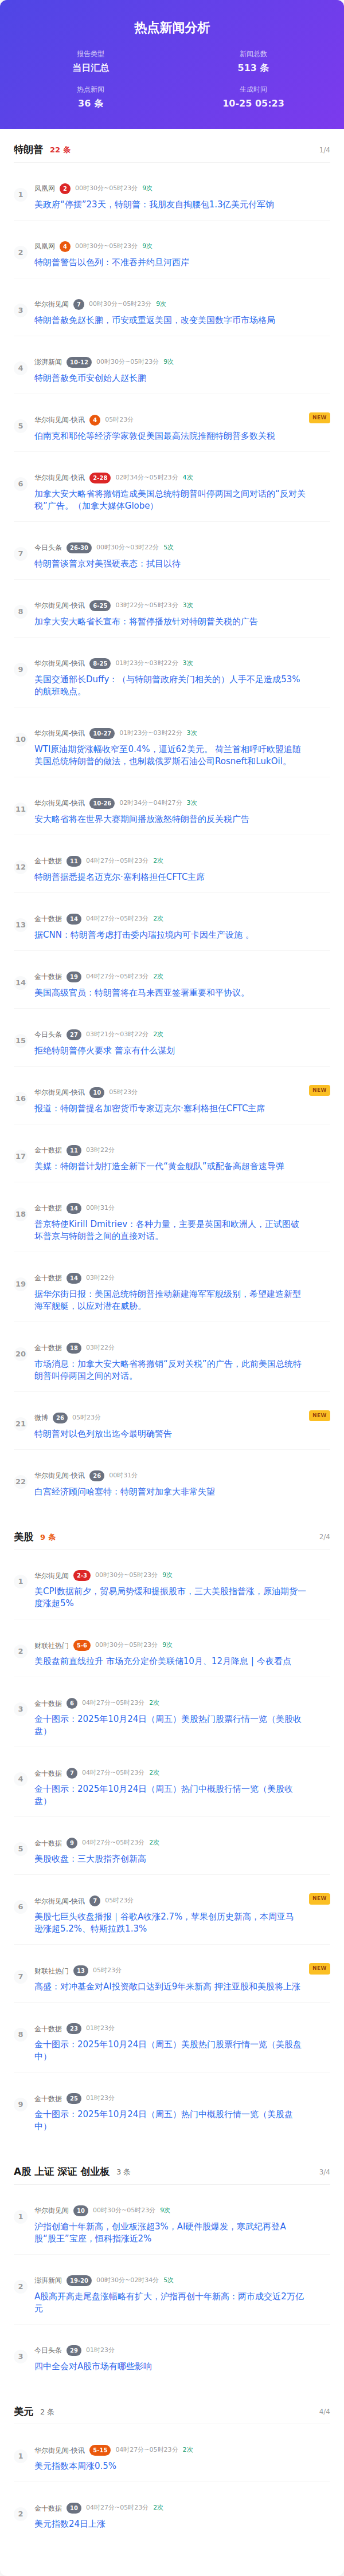 热点新闻分析
报告类型
当日汇总
新闻总数
513 条
热点新闻
36 条
生成时间
10-25 05:23
特朗普 22 条 1/4
1
凤凰网 2 00时30分~05时23分 9次
美政府“停摆”23天，特朗普：我朋友自掏腰包1.3亿美元付军饷
2
凤凰网 4 00时30分~05时23分 9次
特朗普警告以色列：不准吞并约旦河西岸
3
华尔街见闻 7 00时30分~05时23分 9次
特朗普赦免赵长鹏，币安或重返美国，改变美国数字币市场格局
4
澎湃新闻 10-12 00时30分~05时23分 9次
特朗普赦免币安创始人赵长鹏
5
华尔街见闻-快讯 4 05时23分 NEW
伯南克和耶伦等经济学家敦促美国最高法院推翻特朗普多数关税
6
华尔街见闻-快讯 2-28 02时34分~05时23分 4次
加拿大安大略省将撤销造成美国总统特朗普叫停两国之间对话的“反对关
税”广告。（加拿大媒体Globe）
7
今日头条 26-30 00时30分~03时22分 5次
特朗普谈普京对美强硬表态：拭目以待
8
华尔街见闻-快讯 6-25 03时22分~05时23分 3次
加拿大安大略省长宣布：将暂停播放针对特朗普关税的广告
9
华尔街见闻-快讯 8-25 01时23分~03时22分 3次
美国交通部长Duffy：（与特朗普政府关门相关的）人手不足造成53%
的航班晚点。
10
华尔街见闻-快讯 10-27 01时23分~03时22分 3次
WTI原油期货涨幅收窄至0.4%，逼近62美元。 荷兰首相呼吁欧盟追随
美国总统特朗普的做法，也制裁俄罗斯石油公司Rosneft和LukOil。
11
华尔街见闻-快讯 10-26 02时34分~04时27分 3次
安大略省将在世界大赛期间播放激怒特朗普的反关税广告
12
金十数据 11 04时27分~05时23分 2次
特朗普据悉提名迈克尔·塞利格担任CFTC主席
13
金十数据 14 04时27分~05时23分 2次
据CNN：特朗普考虑打击委内瑞拉境内可卡因生产设施 。
14
金十数据 19 04时27分~05时23分 2次
美国高级官员：特朗普将在马来西亚签署重要和平协议。
15
今日头条 27 03时21分~03时22分 2次
拒绝特朗普停火要求 普京有什么谋划
16
华尔街见闻-快讯 10 05时23分 NEW
报道：特朗普提名加密货币专家迈克尔·塞利格担任CFTC主席
17
金十数据 11 03时22分
美媒：特朗普计划打造全新下一代“黄金舰队”或配备高超音速导弹
18
金十数据 14 00时31分
普京特使Kirill Dmitriev：各种力量，主要是英国和欧洲人，正试图破
坏普京与特朗普之间的直接对话。
19
金十数据 14 03时22分
据华尔街日报：美国总统特朗普推动新建海军军舰级别，希望建造新型
海军舰艇，以应对潜在威胁。
20
金十数据 18 03时22分
市场消息：加拿大安大略省将撤销“反对关税”的广告，此前美国总统特
朗普叫停两国之间的对话。
21
微博 26 05时23分 NEW
特朗普对以色列放出迄今最明确警告
22
华尔街见闻-快讯 26 00时31分
白宫经济顾问哈塞特：特朗普对加拿大非常失望
美股 9 条 2/4
1
华尔街见闻 2-3 00时30分~05时23分 9次
美CPI数据前夕，贸易局势缓和提振股市，三大美股指普涨，原油期货一
度涨超5%
2
财联社热门 5-6 00时30分~05时23分 9次
美股盘前直线拉升 市场充分定价美联储10月、12月降息 | 今夜看点
3
金十数据 6 04时27分~05时23分 2次
金十图示：2025年10月24日（周五）美股热门股票行情一览（美股收
盘）
4
金十数据 7 04时27分~05时23分 2次
金十图示：2025年10月24日（周五）热门中概股行情一览（美股收
盘）
5
金十数据 9 04时27分~05时23分 2次
美股收盘：三大股指齐创新高
6
华尔街见闻-快讯 7 05时23分 NEW
美股七巨头收盘播报｜谷歌A收涨2.7%，苹果创历史新高，本周亚马
逊涨超5.2%、特斯拉跌1.3%
7
财联社热门 13 05时23分 NEW
高盛：对冲基金对AI投资敞口达到近9年来新高 押注亚股和美股将上涨
8
金十数据 23 01时23分
金十图示：2025年10月24日（周五）美股热门股票行情一览（美股盘
中）
9
金十数据 25 01时23分
金十图示：2025年10月24日（周五）热门中概股行情一览（美股盘
中）
A股 上证 深证 创业板 3 条 3/4
1
华尔街见闻 10 00时30分~05时23分 9次
沪指创逾十年新高，创业板涨超3%，AI硬件股爆发，寒武纪再登A
股“股王”宝座，恒科指涨近2%
2
澎湃新闻 19-20 00时30分~02时34分 5次
A股高开高走尾盘涨幅略有扩大，沪指再创十年新高：两市成交近2万亿
元
3
今日头条 29 01时23分
四中全会对A股市场有哪些影响
美元 2 条 4/4
1
华尔街见闻-快讯 5-15 04时27分~05时23分 2次
美元指数本周涨0.5%
2
金十数据 10 04时27分~05时23分 2次
美元指数24日上涨